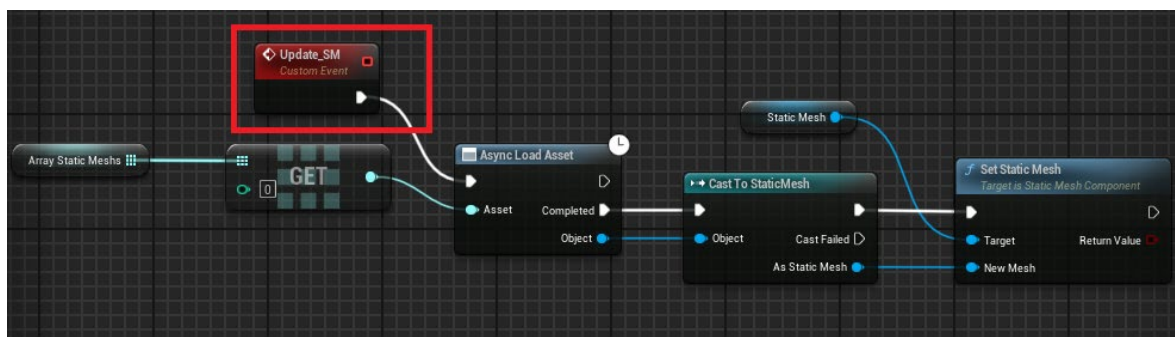 Update_SM
Custom Event
Array Static Meshs
0
GET
Async Load Asset
Asset
Completed
Object
Cast To StaticMesh
Object
Cast Failed
As Static Mesh
Static Mesh
f Set Static Mesh
Target is Static Mesh Component
Target
Return Value
New Mesh